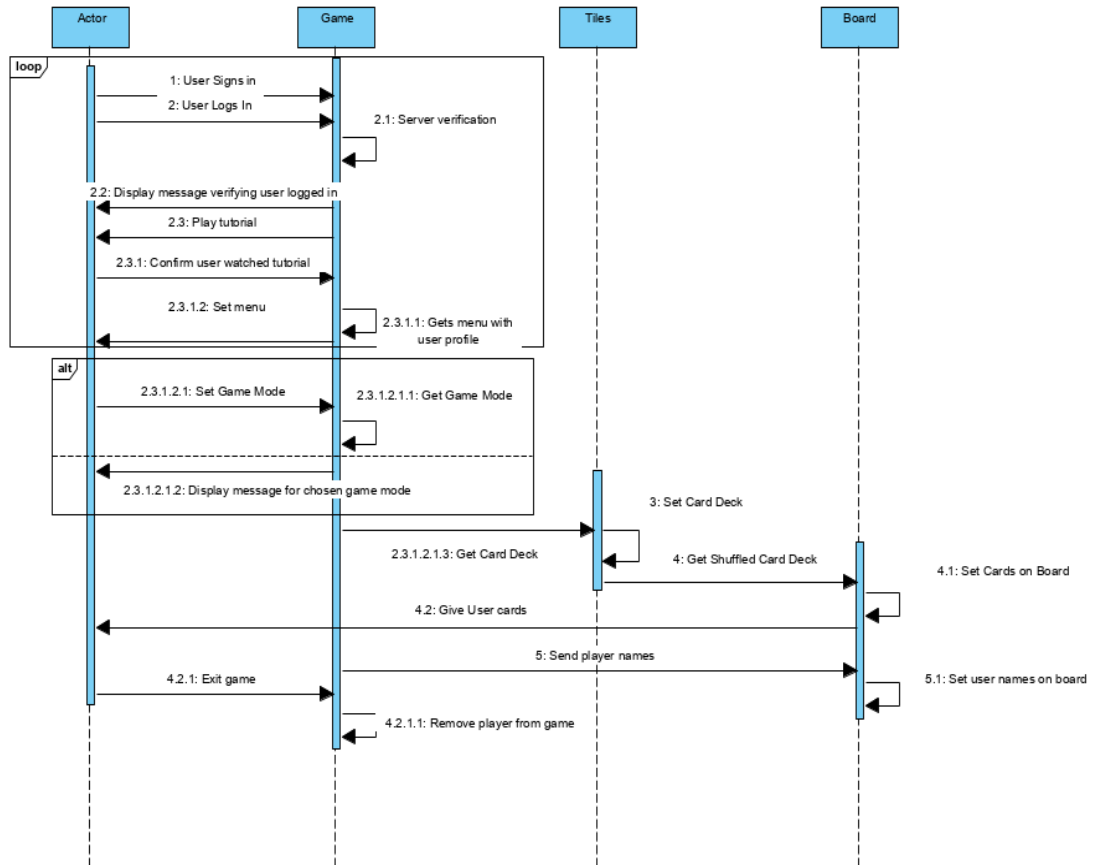 Actor
Game
Tiles
Board
loop
1: User Signs in
2: User Logs In
2.1: Server verification
2.2: Display message verifying user logged in
2.3: Play tutorial
2.3.1: Confirm user watched tutorial
2.3.1.2: Set menu
2.3.1.1: Gets menu with
user profile
alt
2.3.1.2.1: Set Game Mode
2.3.1.2.1.1: Get Game Mode
2.3.1.2.1.2: Display message for chosen game mode
3: Set Card Deck
2.3.1.2.1.3: Get Card Deck
4: Get Shuffled Card Deck
4.1: Set Cards on Board
4.2: Give User cards
5: Send player names
4.2.1: Exit game
5.1: Set user names on board
4.2.1.1: Remove player from game